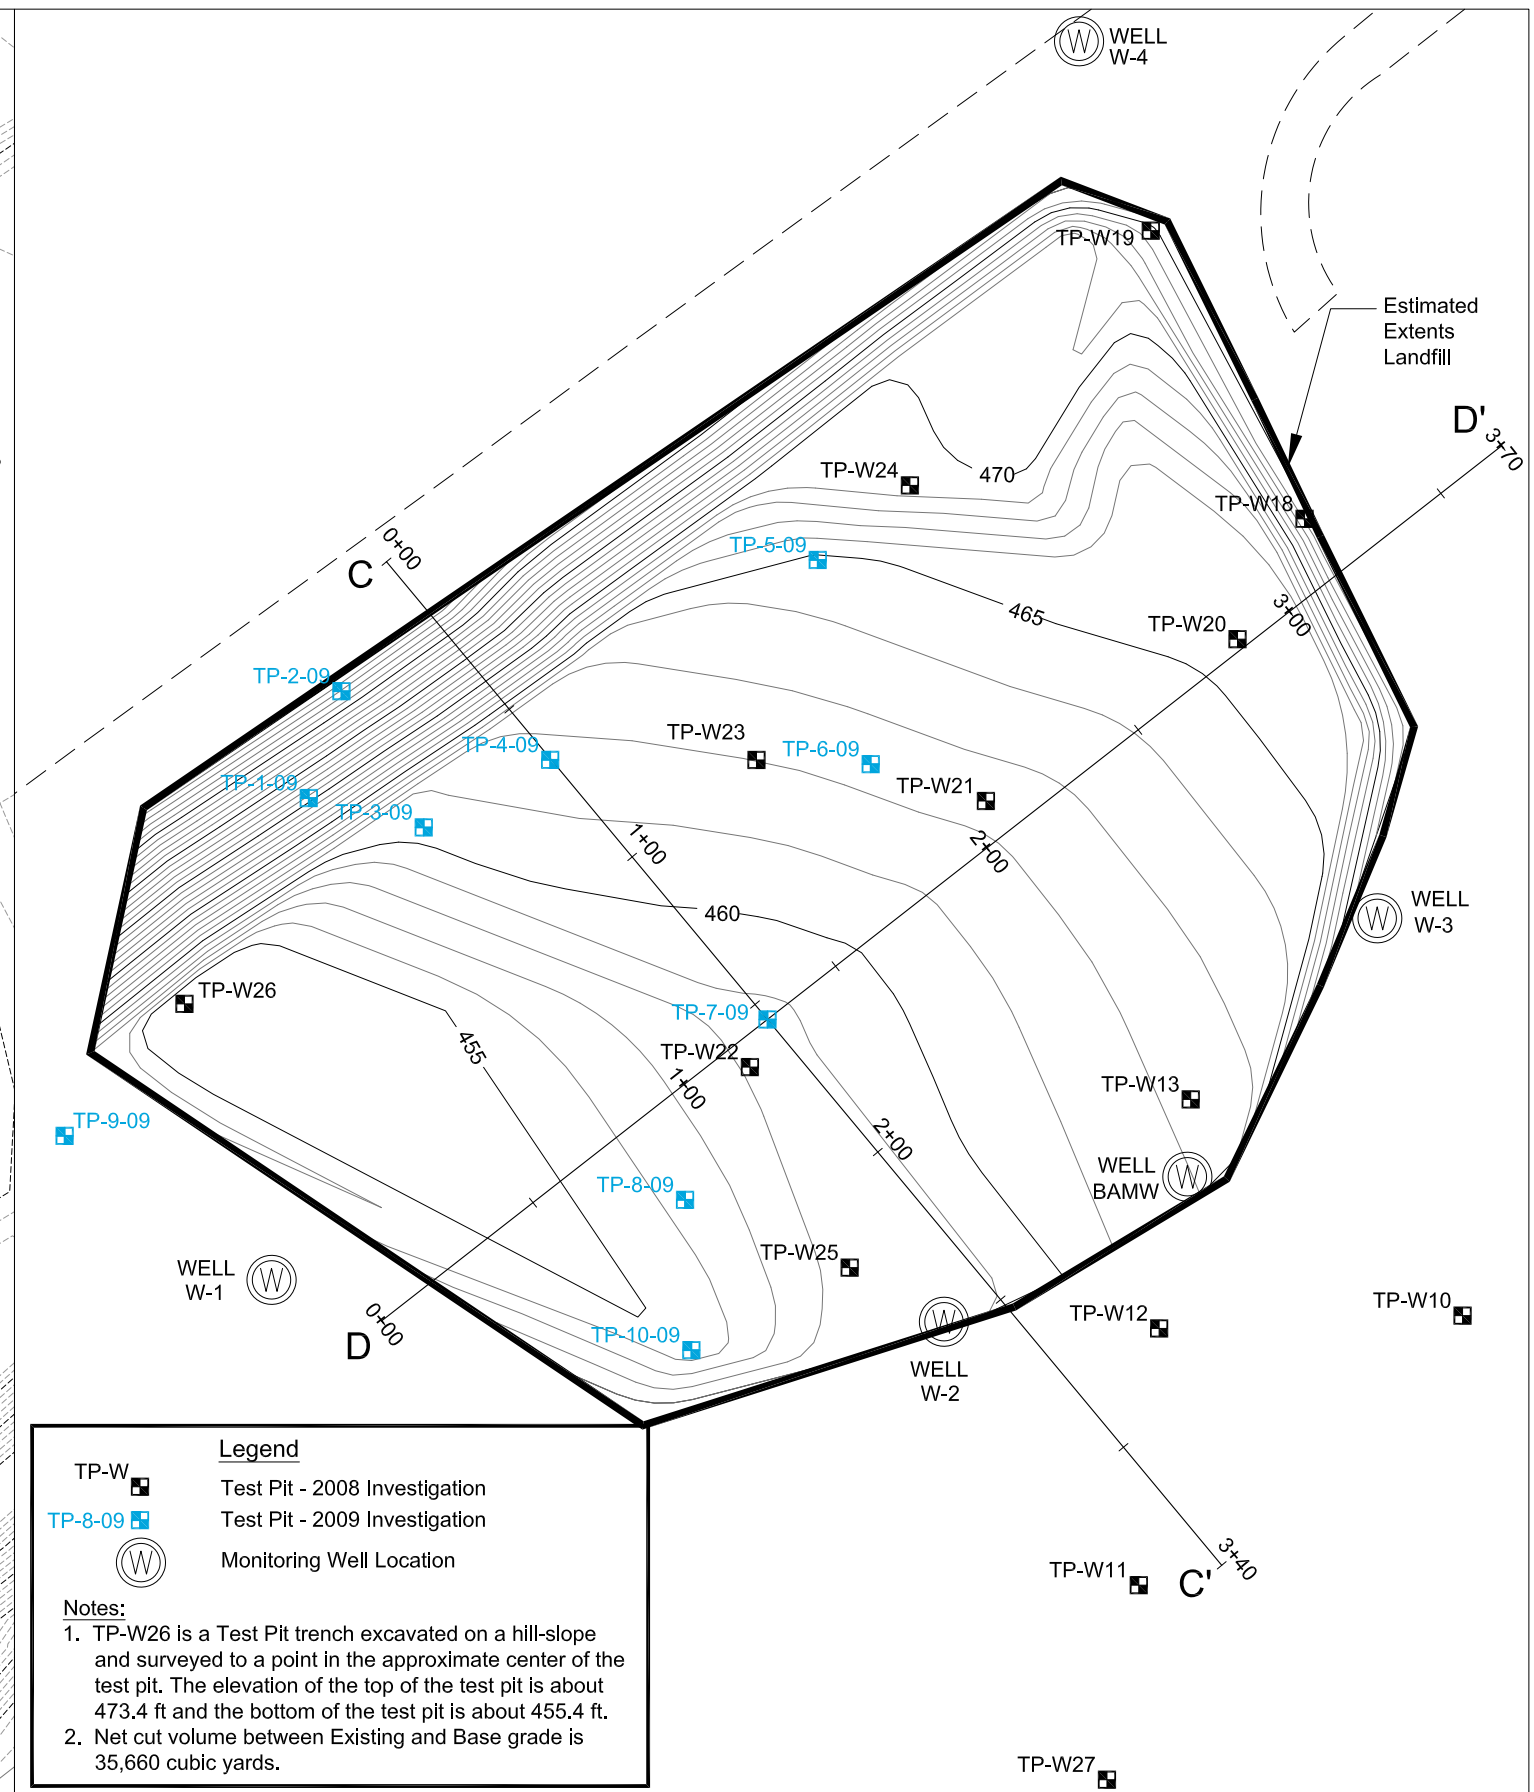 WELL
W-4
TP-W19
Estimated
Extents
Landfill
D'
3+70
TP-W24
470
TP-W18
0+00
C
TP-5-09
465
3+00
TP-W20
TP-2-09
TP-4-09
TP-W23
TP-6-09
TP-1-09
TP-W21
TP-3-09
1+00
2+00
460
WELL
W-3
TP-W26
TP-7-09
455
TP-W22
1+00
TP-W13
TP-9-09
2+00
WELL
BAMW
TP-8-09
TP-W25
WELL
W-1
0+00
D
TP-10-09
TP-W12
TP-W10
WELL
W-2
Legend
TP-W
Test Pit - 2008 Investigation
TP-8-09
Test Pit - 2009 Investigation
W
Monitoring Well Location
3+40
C'
TP-W11
Notes:
1. TP-W26 is a Test Pit trench excavated on a hill-slope
and surveyed to a point in the approximate center of the
test pit. The elevation of the top of the test pit is about
473.4 ft and the bottom of the test pit is about 455.4 ft.
2. Net cut volume between Existing and Base grade is
35,660 cubic yards.
TP-W27